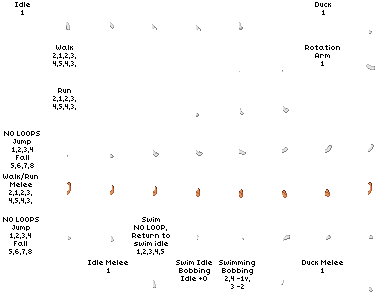 Idle
1
Duck
1
Walk
2,1,2,3,
4,5,4,3,
Rotation
Arm
1
Run
2,1,2,3,
4,5,4,3,
NO LOOPS
Jump
1,2,3,4
Fall
5,6,7,8
Walk/Run
Melee
2,1,2,3,
4,5,4,3,
NO LOOPS
Jump
1,2,3,4
Fall
5,6,7,8
Swim
NO LOOP,
Return to
swim idle
1,2,3,4,5
Idle Melee
1
Swim Idle
Bobbing
Idle +0
Swimming
Bobbing
2,4 -1v,
3 -2
Duck Melee
1